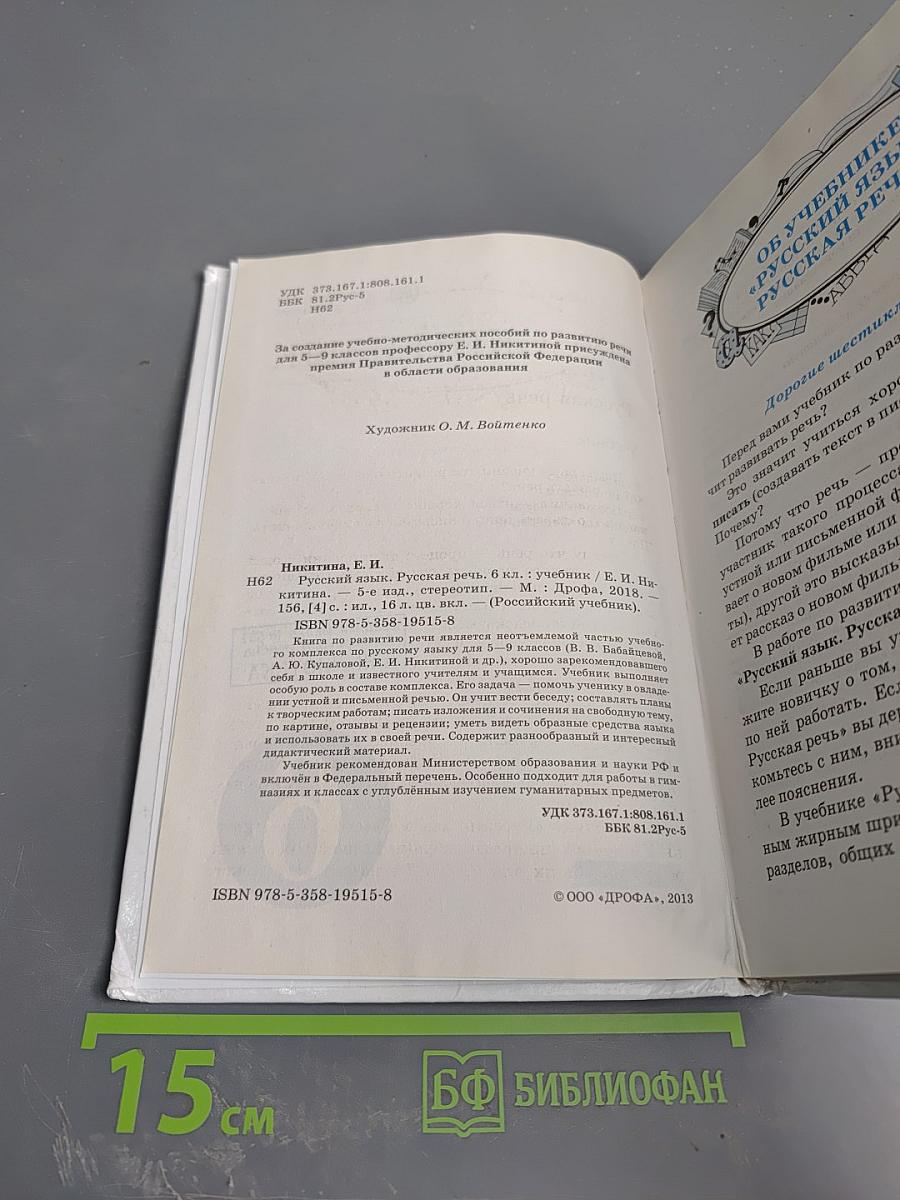 УДК 373.167.1:808.161.1
ББК 81.2Рус-5
Н62
За создание учебно-методических пособий по развитию речи
для 5—9 классов профессору Е. И. Никитиной присуждена
премия Правительства Российской Федерации
в области образования
Художник О. М. Войтенко
Никитина, Е. И.
Н62 Русский язык. Русская речь. 6 кл. : учебник / Е. И. Ни-
китина. — 5-е изд., стереотип. — М. : Дрофа, 2018. —
156, [4] с. : ил., 16 л. цв. вкл. — (Российский учебник).
ISBN 978-5-358-19515-8
Книга по развитию речи является неотъемлемой частью учебно-
го комплекса по русскому языку для 5—9 классов (В. В. Бабайцевой,
А. Ю. Купаловой, Е. И. Никитиной и др.), хорошо зарекомендовавшего
себя в школе и известного учителям и учащимся. Учебник выполняет
особую роль в составе комплекса. Его задача — помочь ученику в овладе-
нии устной и письменной речью. Он учит вести беседу; составлять планы
к творческим работам; писать изложения и сочинения на свободную тему,
по картине, отзывы и рецензии; уметь видеть образные средства языка
и использовать их в своей речи. Содержит разнообразный и интересный
дидактический материал.
Учебник рекомендован Министерством образования и науки РФ и
включён в Федеральный перечень. Особенно подходит для работы в гим-
назиях и классах с углублённым изучением гуманитарных предметов.
УДК 373.167.1:808.161.1
ББК 81.2Рус-5
ISBN 978-5-358-19515-8
© ООО «ДРОФА», 2013
ОБ УЧЕБНИКЕ
«РУССКИЙ ЯЗЫ
РУССКАЯ РЕЧ
КАК?
Дорогие шестикл
Перед вами учебник по раз
чит развивать речь?
Это значит учиться хоро
писать (создавать текст в пи
Почему?
Потому что речь — про
участник такого процесса
устной или письменной ф
вает о новом фильме или
ты), другой это высказы
ет рассказ о новом филь
В работе по развити
«Русский язык. Русска
Если раньше вы у
жите новичку о том,
по ней работать. Есл
Русская речь» вы дер
комьтесь с ним, вни
лее пояснения.
В учебнике «Ру
ным жирным шри
разделов, общих
15 см
БФ БИБЛИОФАН